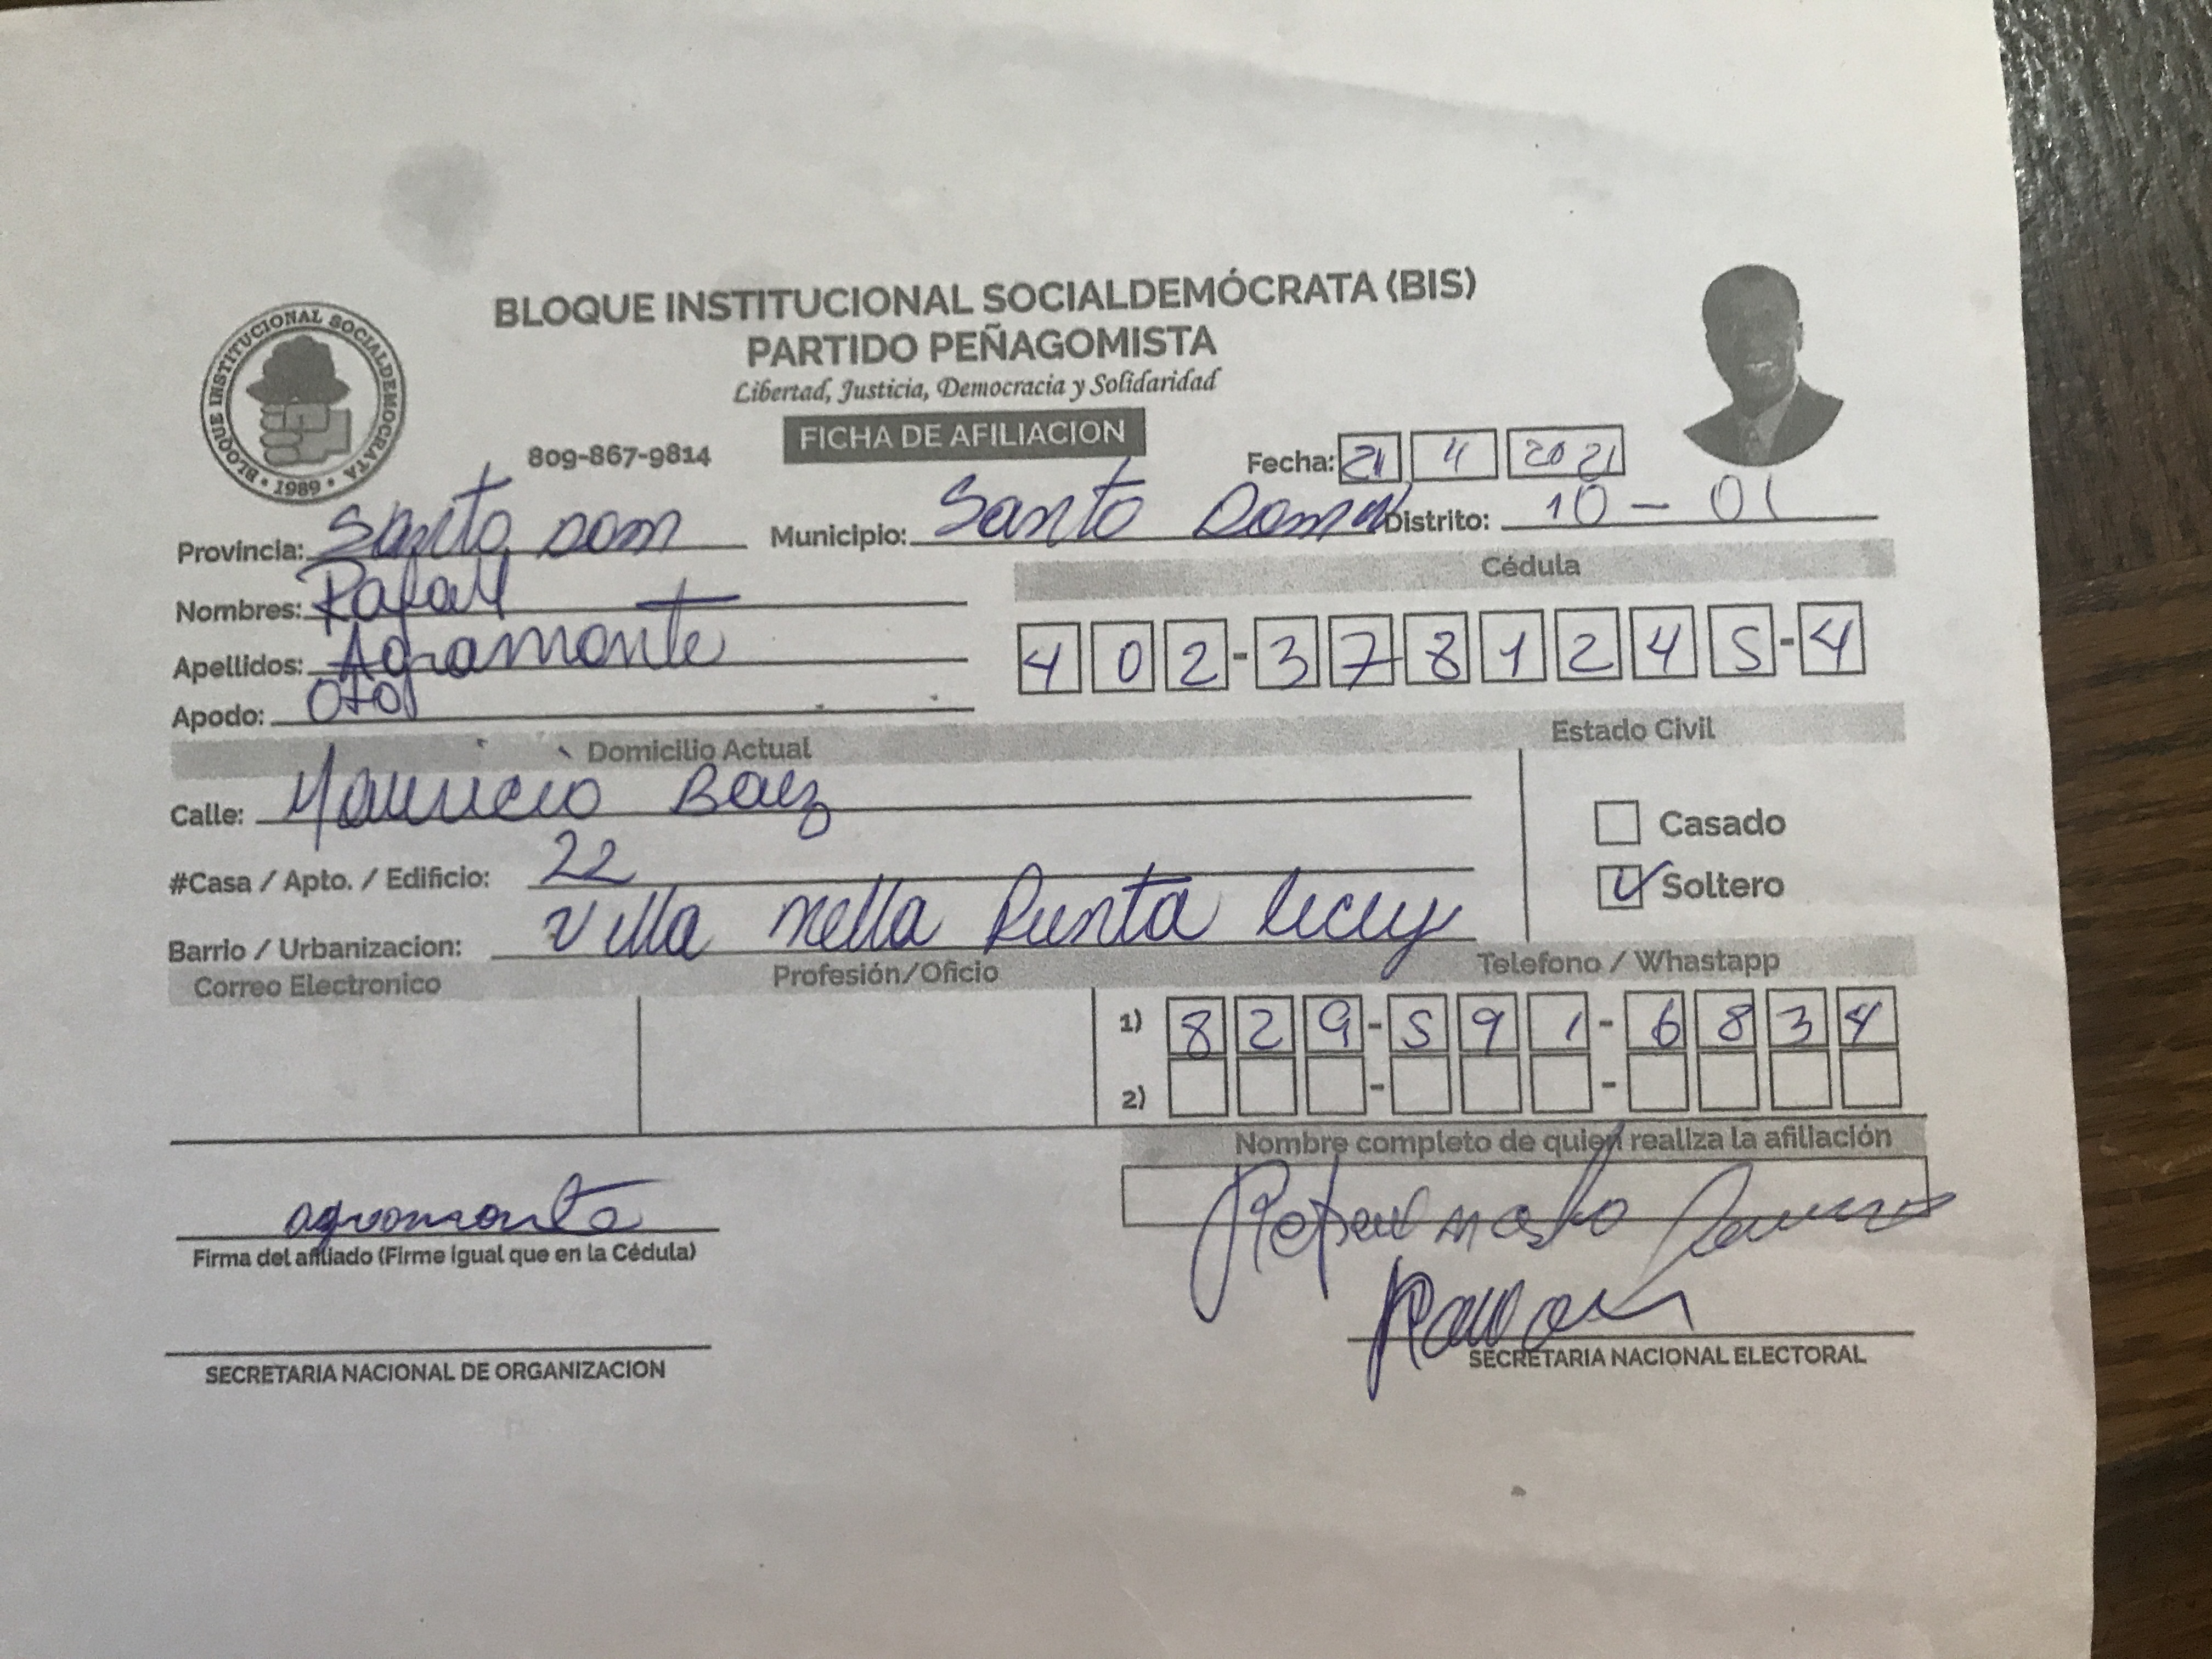 BLOQUE INSTITUCIONAL SOCIALDEMÓCRATA (BIS)
PARTIDO PEÑAGOMISTA
Libertad, Justicia, Democracia y Solidaridad
BLOQUE INSTITUCIONAL SOCIALDEMOCRATA • 1989 •
809-867-9814
FICHA DE AFILIACION
Fecha: 21 4 2021
Provincia: Santo Dom Municipio: Santo Distrito: 10 - 01
Nombres: Rafael
Apellidos: Agramonte
Apodo:
Cédula
402-3781245-4
Domicilio Actual
Estado Civil
Calle: Mauricio Baez
#Casa / Apto. / Edificio: 22
Barrio / Urbanizacion: Villa mella Punta
Casado
Soltero
Correo Electronico Profesión/Oficio Telefono / Whastapp
1) 829-591-6834
2) - -
Nombre completo de quien realiza la afiliación
agramonte
Firma del afiliado (Firme igual que en la Cédula)
SECRETARIA NACIONAL DE ORGANIZACION
SECRETARIA NACIONAL ELECTORAL